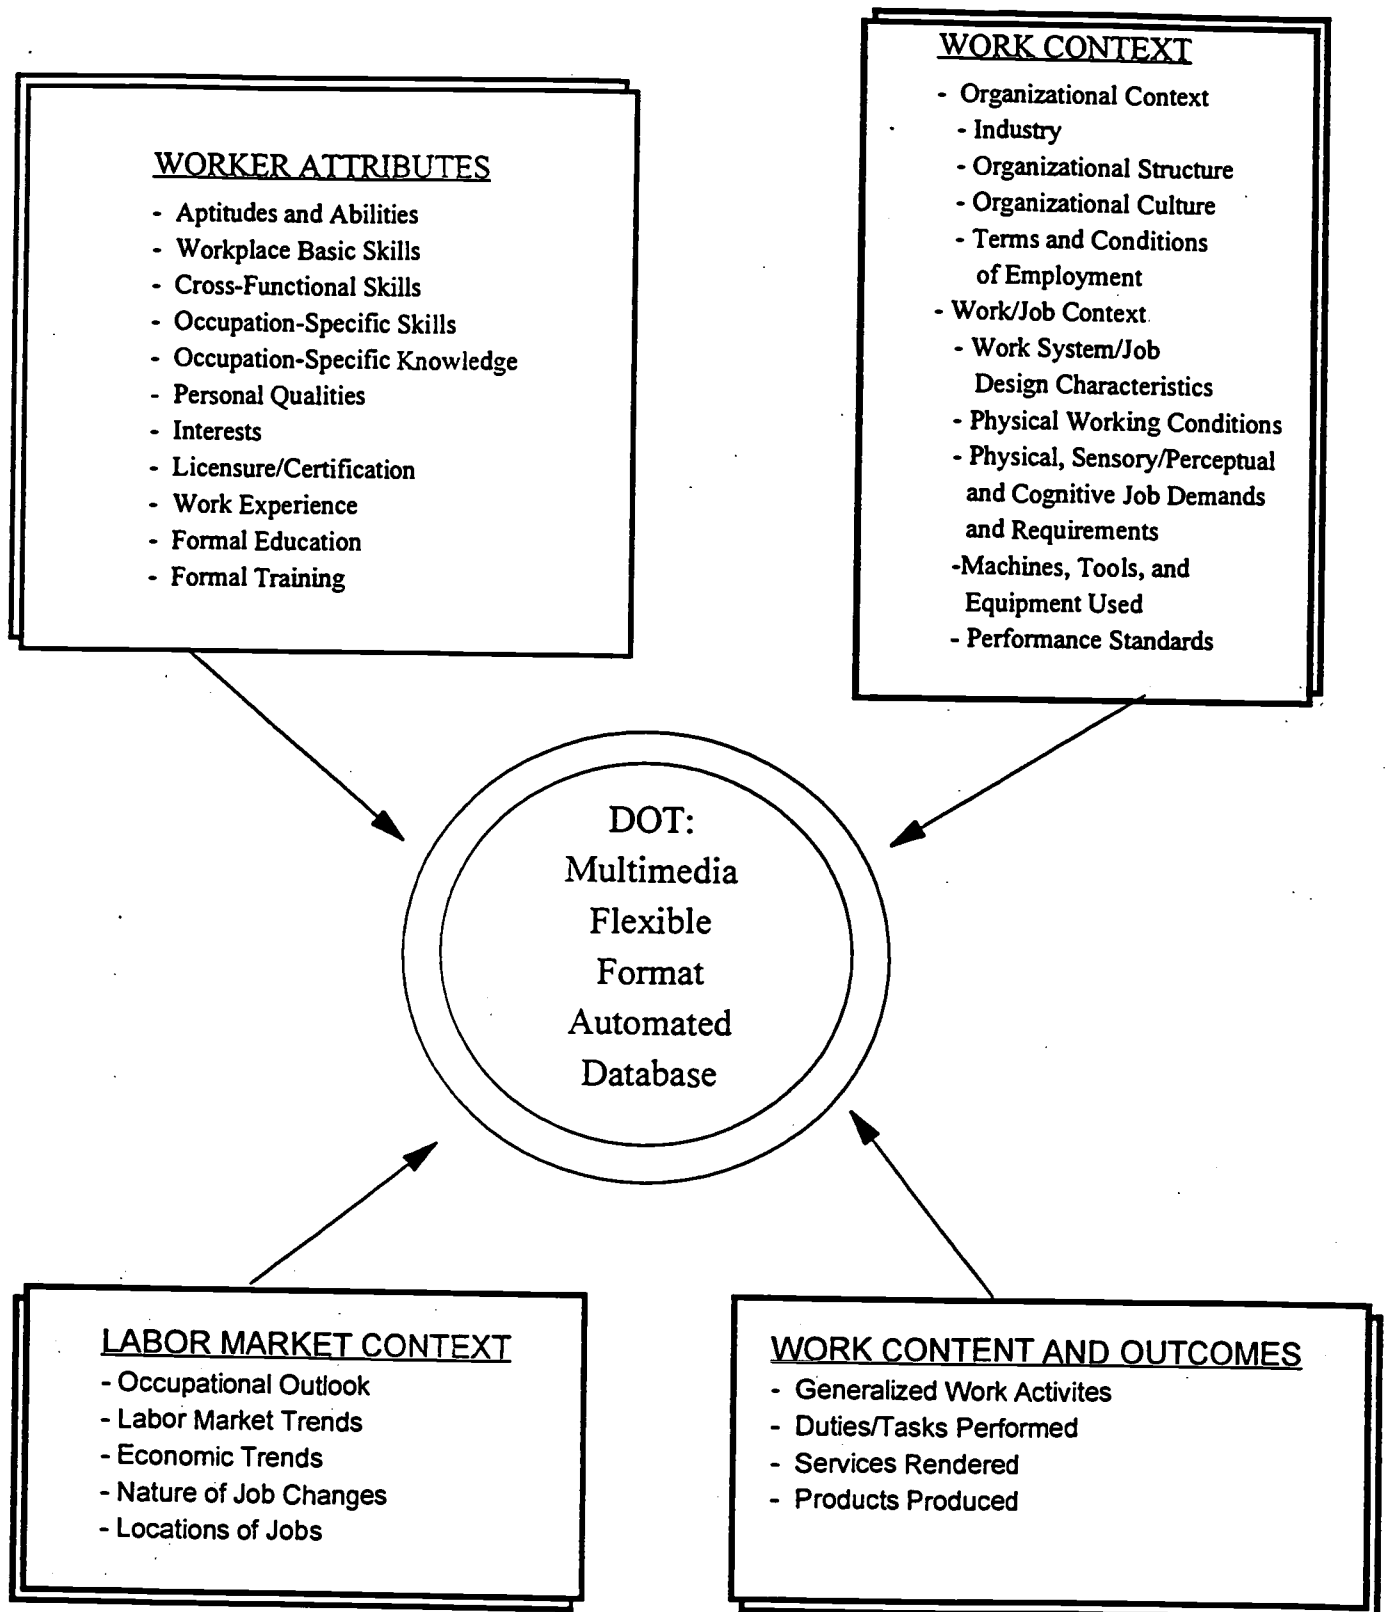 WORKER ATTRIBUTES
- Aptitudes and Abilities
- Workplace Basic Skills
- Cross-Functional Skills
- Occupation-Specific Skills
- Occupation-Specific Knowledge
- Personal Qualities
- Interests
- Licensure/Certification
- Work Experience
- Formal Education
- Formal Training
WORK CONTEXT
- Organizational Context
- Industry
- Organizational Structure
- Organizational Culture
- Terms and Conditions
of Employment
- Work/Job Context
- Work System/Job
Design Characteristics
- Physical Working Conditions
- Physical, Sensory/Perceptual
and Cognitive Job Demands
and Requirements
-Machines, Tools, and
Equipment Used
- Performance Standards
DOT:
Multimedia
Flexible
Format
Automated
Database
LABOR MARKET CONTEXT
- Occupational Outlook
- Labor Market Trends
- Economic Trends
- Nature of Job Changes
- Locations of Jobs
WORK CONTENT AND OUTCOMES
- Generalized Work Activites
- Duties/Tasks Performed
- Services Rendered
- Products Produced